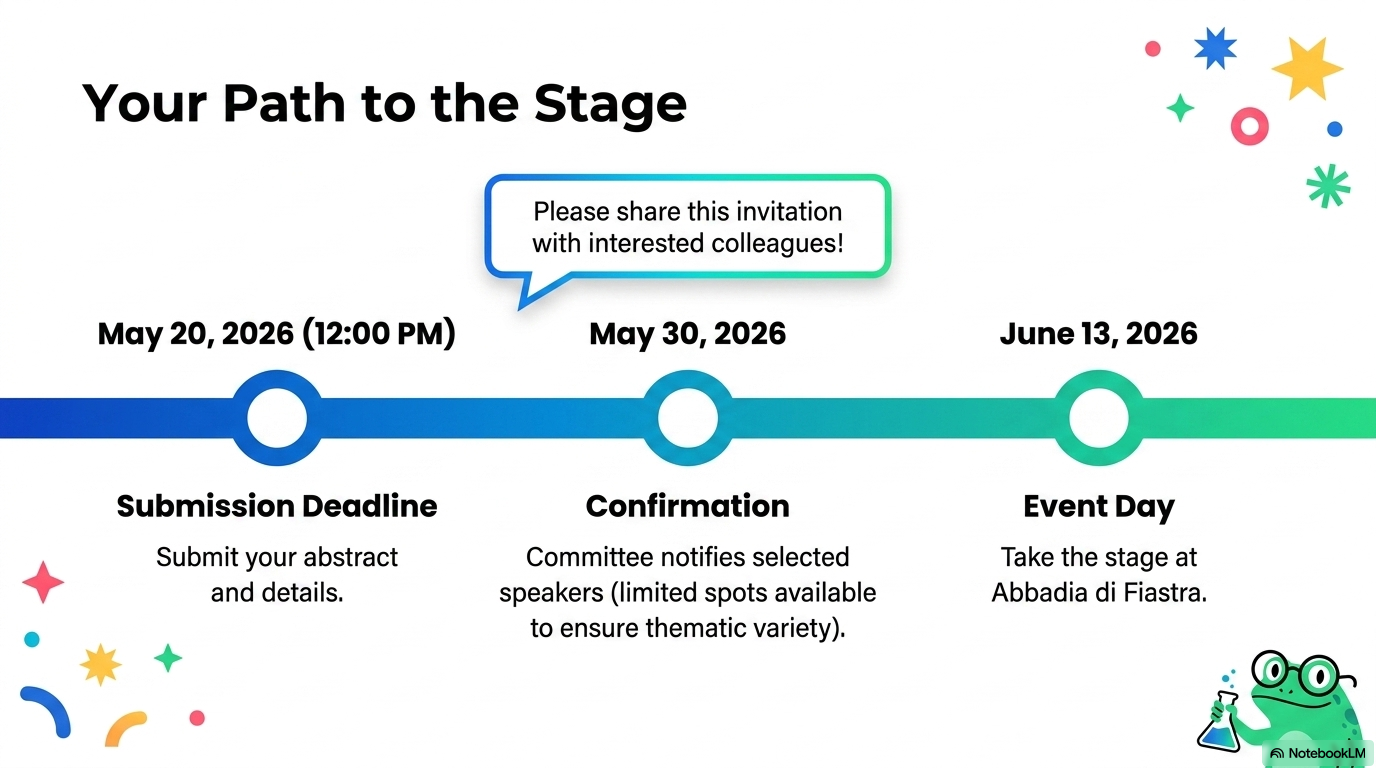 Your Path to the Stage
Please share this invitation
with interested colleagues!
May 20, 2026 (12:00 PM)
May 30, 2026
June 13, 2026
Submission Deadline
Submit your abstract
and details.
Confirmation
Committee notifies selected
speakers (limited spots available
to ensure thematic variety).
Event Day
Take the stage at
Abbadia di Fiastra.
NotebookLM